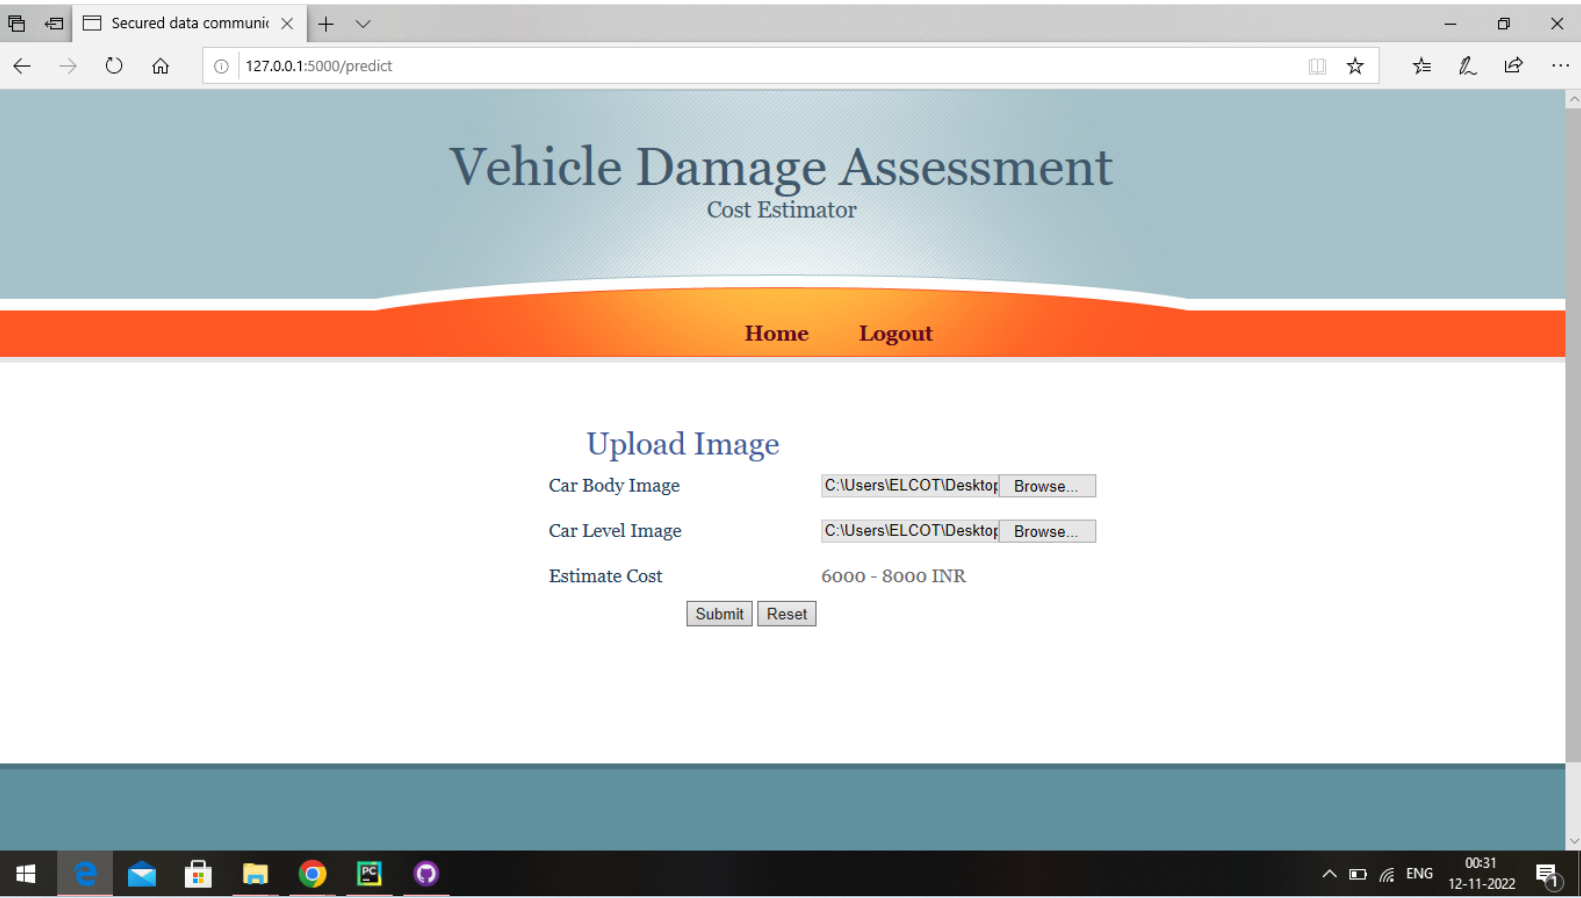 Secured data communic
127.0.0.1:5000/predict
Vehicle Damage Assessment
Cost Estimator
Home Logout
Upload Image
Car Body Image C:\Users\ELCOT\Desktop Browse...
Car Level Image C:\Users\ELCOT\Desktop Browse...
Estimate Cost 6000 - 8000 INR
Submit Reset
PC
ENG
00:31
12-11-2022
1